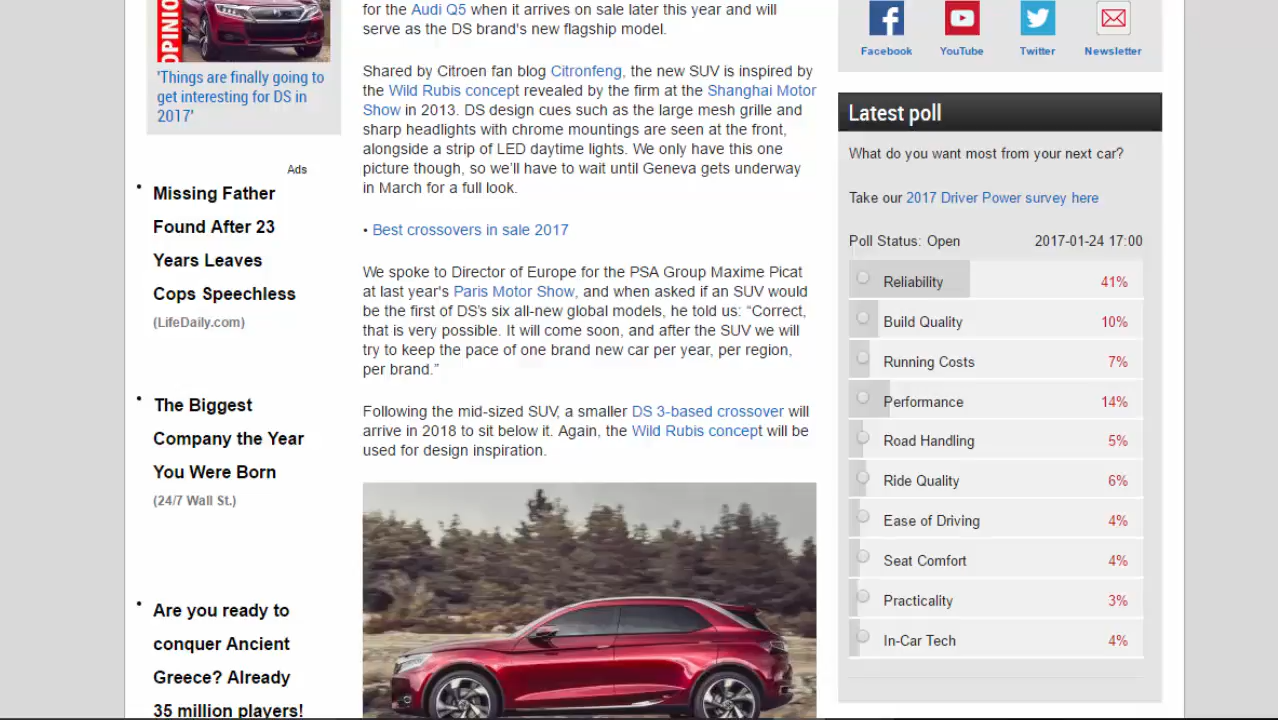 OPINION
'Things are finally going to
get interesting for DS in
2017'
Ads
• Missing Father
Found After 23
Years Leaves
Cops Speechless
(LifeDaily.com)
• The Biggest
Company the Year
You Were Born
(24/7 Wall St.)
• Are you ready to
conquer Ancient
Greece? Already
35 million players!
for the Audi Q5 when it arrives on sale later this year and will
serve as the DS brand's new flagship model.
Shared by Citroen fan blog Citronfeng, the new SUV is inspired by
the Wild Rubis concept revealed by the firm at the Shanghai Motor
Show in 2013. DS design cues such as the large mesh grille and
sharp headlights with chrome mountings are seen at the front,
alongside a strip of LED daytime lights. We only have this one
picture though, so we'll have to wait until Geneva gets underway
in March for a full look.
• Best crossovers in sale 2017
We spoke to Director of Europe for the PSA Group Maxime Picat
at last year's Paris Motor Show, and when asked if an SUV would
be the first of DS's six all-new global models, he told us: “Correct,
that is very possible. It will come soon, and after the SUV we will
try to keep the pace of one brand new car per year, per region,
per brand.”
Following the mid-sized SUV, a smaller DS 3-based crossover will
arrive in 2018 to sit below it. Again, the Wild Rubis concept will be
used for design inspiration.
Facebook YouTube Twitter Newsletter
Latest poll
What do you want most from your next car?
Take our 2017 Driver Power survey here
Poll Status: Open 2017-01-24 17:00
Reliability 41%
Build Quality 10%
Running Costs 7%
Performance 14%
Road Handling 5%
Ride Quality 6%
Ease of Driving 4%
Seat Comfort 4%
Practicality 3%
In-Car Tech 4%